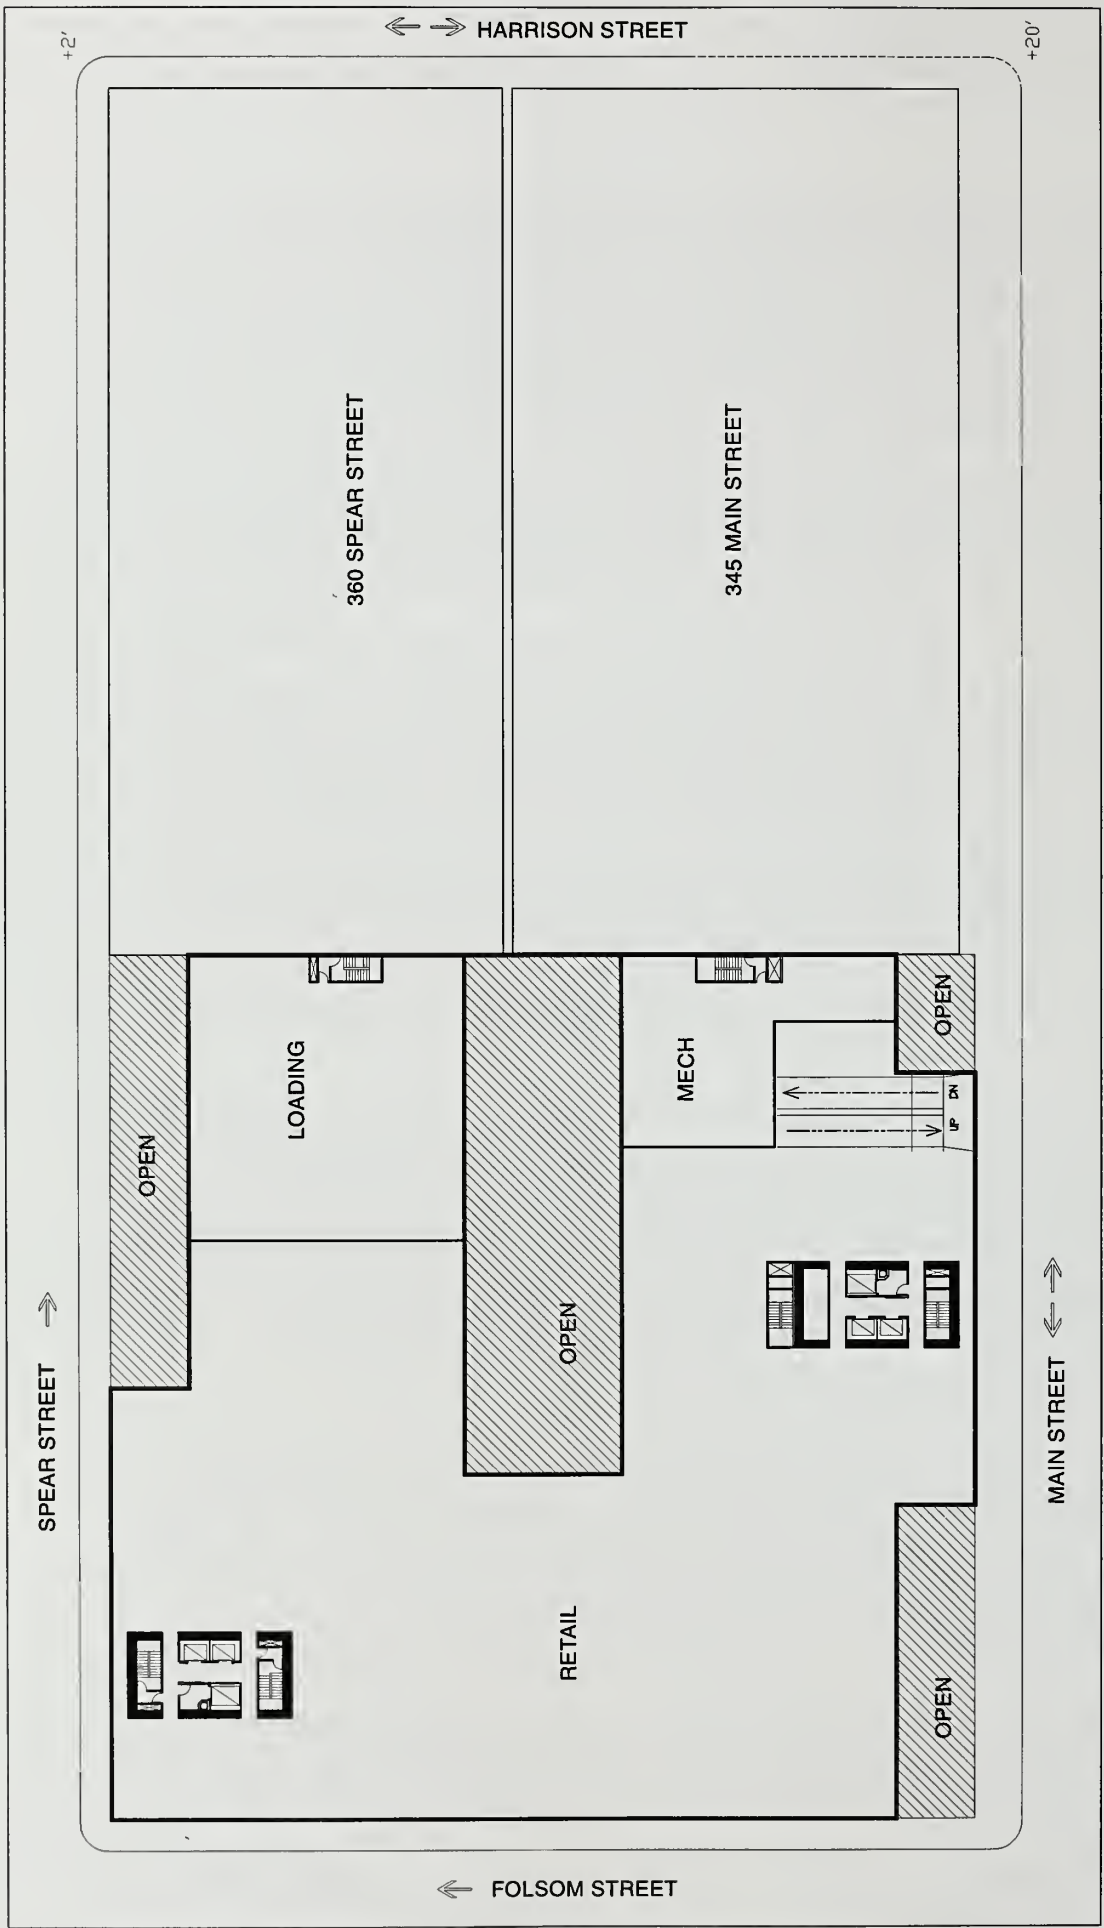 HARRISON STREET
+2'
+20'
360 SPEAR STREET
345 MAIN STREET
OPEN
LOADING
OPEN
MECH
OPEN
DN
UP
SPEAR STREET
MAIN STREET
RETAIL
OPEN
FOLSOM STREET